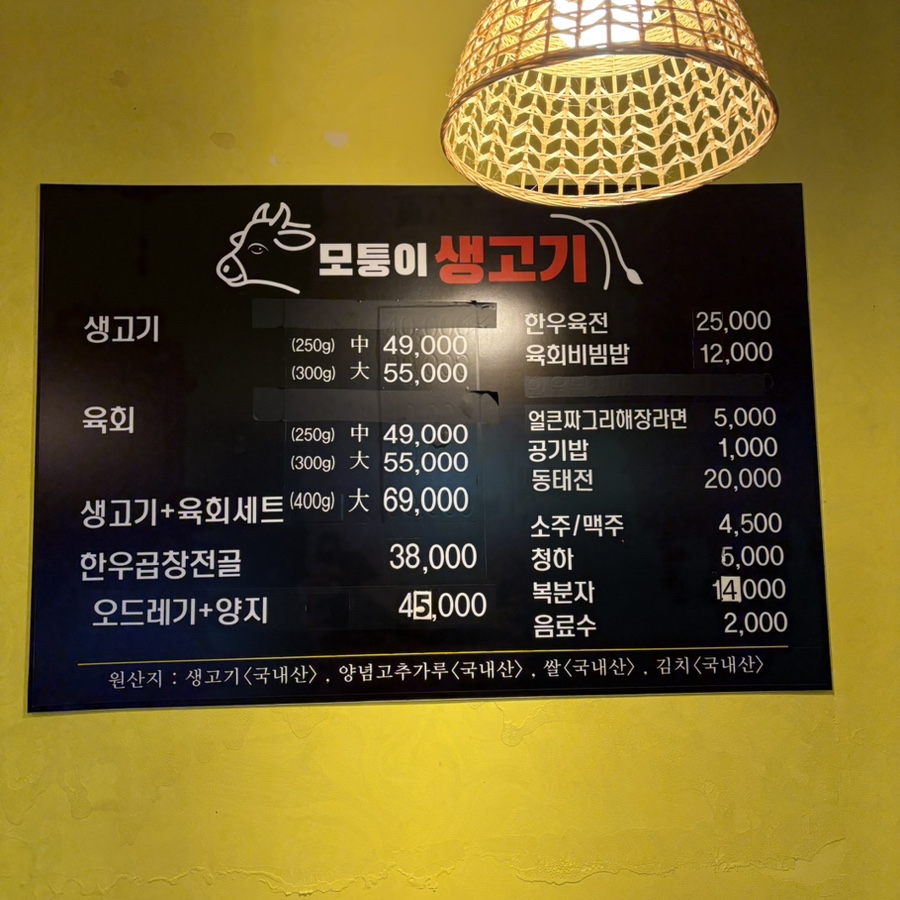 모퉁이 생고기
생고기
(250g) 中 49,000
(300g) 大 55,000
육회
(250g) 中 49,000
(300g) 大 55,000
생고기+육회세트 (400g) 大 69,000
한우곱창전골 38,000
오드레기+양지 45,000
한우육전 25,000
육회비빔밥 12,000
얼큰짜그리해장라면 5,000
공기밥 1,000
동태전 20,000
소주/맥주 4,500
청하 5,000
복분자 14,000
음료수 2,000
원산지 : 생고기〈국내산〉, 양념고추가루〈국내산〉, 쌀〈국내산〉, 김치〈국내산〉